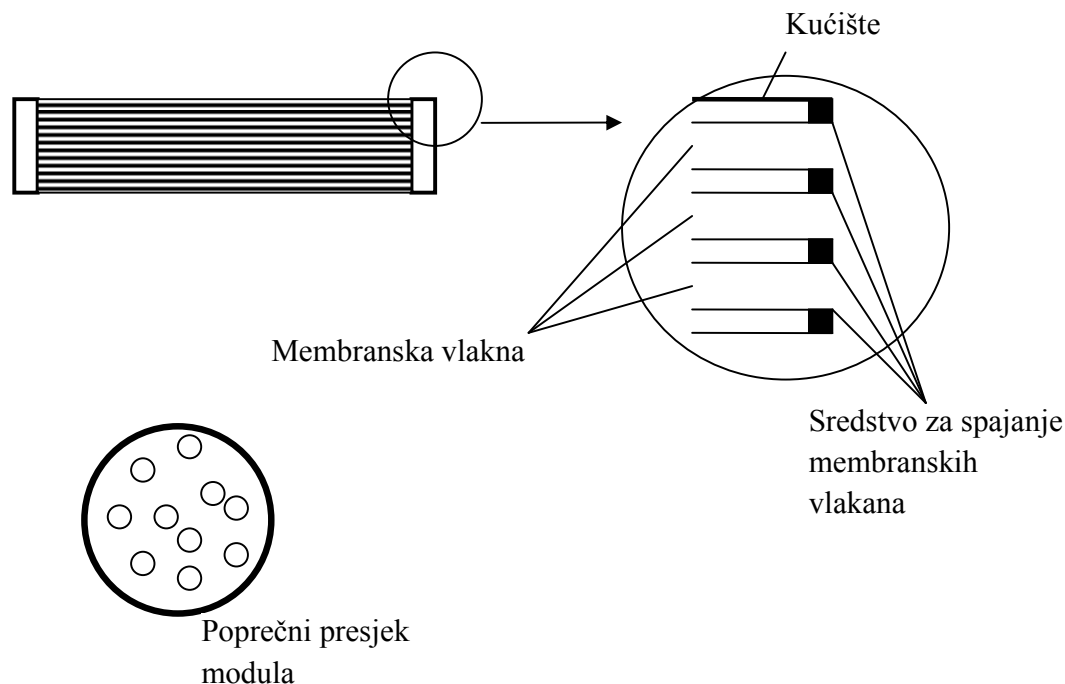 Kućište
Membranska vlakna
Sredstvo za spajanje
membranskih
vlakana
Poprečni presjek
modula